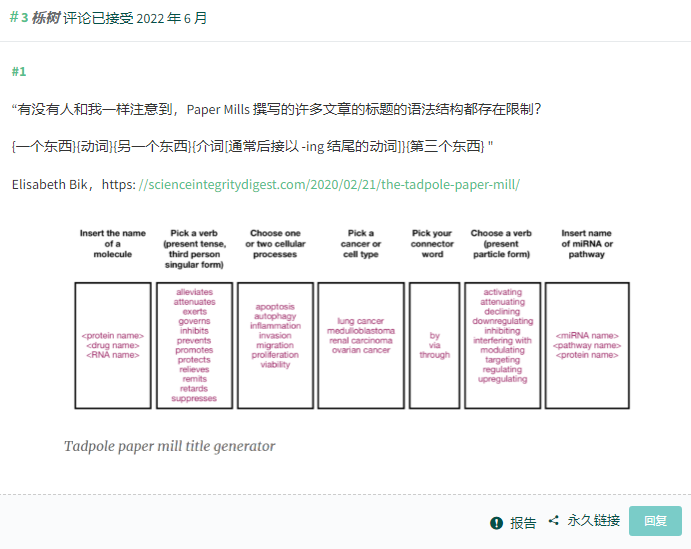 #3 栎树 评论已接受 2022 年 6 月
#1
“有没有人和我一样注意到，Paper Mills 撰写的许多文章的标题的语法结构都存在限制？
{一个东西}{动词}{另一个东西}{介词[通常后接以 -ing 结尾的动词]}{第三个东西} "
Elisabeth Bik，https: //scienceintegritydigest.com/2020/02/21/the-tadpole-paper-mill/
Insert the name
of a
molecule
Pick a verb
(present tense,
third person
singular form)
Choose one
or two cellular
processes
Pick a
cancer or
cell type
Pick your
connector
word
Choose a verb
(present
particle form)
Insert name
of miRNA or
pathway
<protein name>
<drug name>
<RNA name>
alleviates
attenuates
exerts
governs
inhibits
prevents
promotes
protects
relieves
remits
retards
suppresses
apoptosis
autophagy
inflammation
invasion
migration
proliferation
viability
lung cancer
medulloblastoma
renal carcinoma
ovarian cancer
by
via
through
activating
attenuating
declining
downregulating
inhibiting
interfering with
modulating
targeting
regulating
upregulating
<miRNA name>
<pathway name>
<protein name>
Tadpole paper mill title generator
报告 永久链接 回复